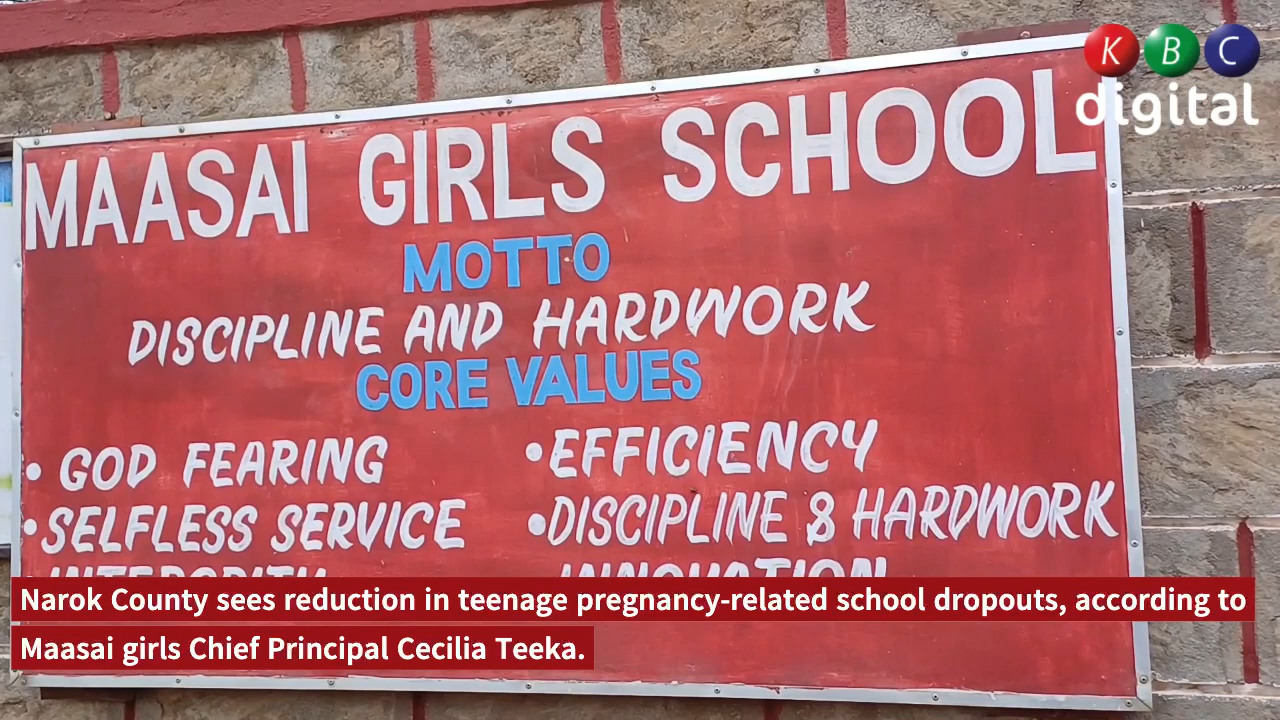 KBC
digital
MAASAI GIRLS SCHOOL
MOTTO
DISCIPLINE AND HARDWORK
CORE VALUES
• GOD FEARING
• SELFLESS SERVICE
• EFFICIENCY
• DISCIPLINE & HARDWORK
INNOVATION
Narok County sees reduction in teenage pregnancy-related school dropouts, according to
Maasai girls Chief Principal Cecilia Teeka.